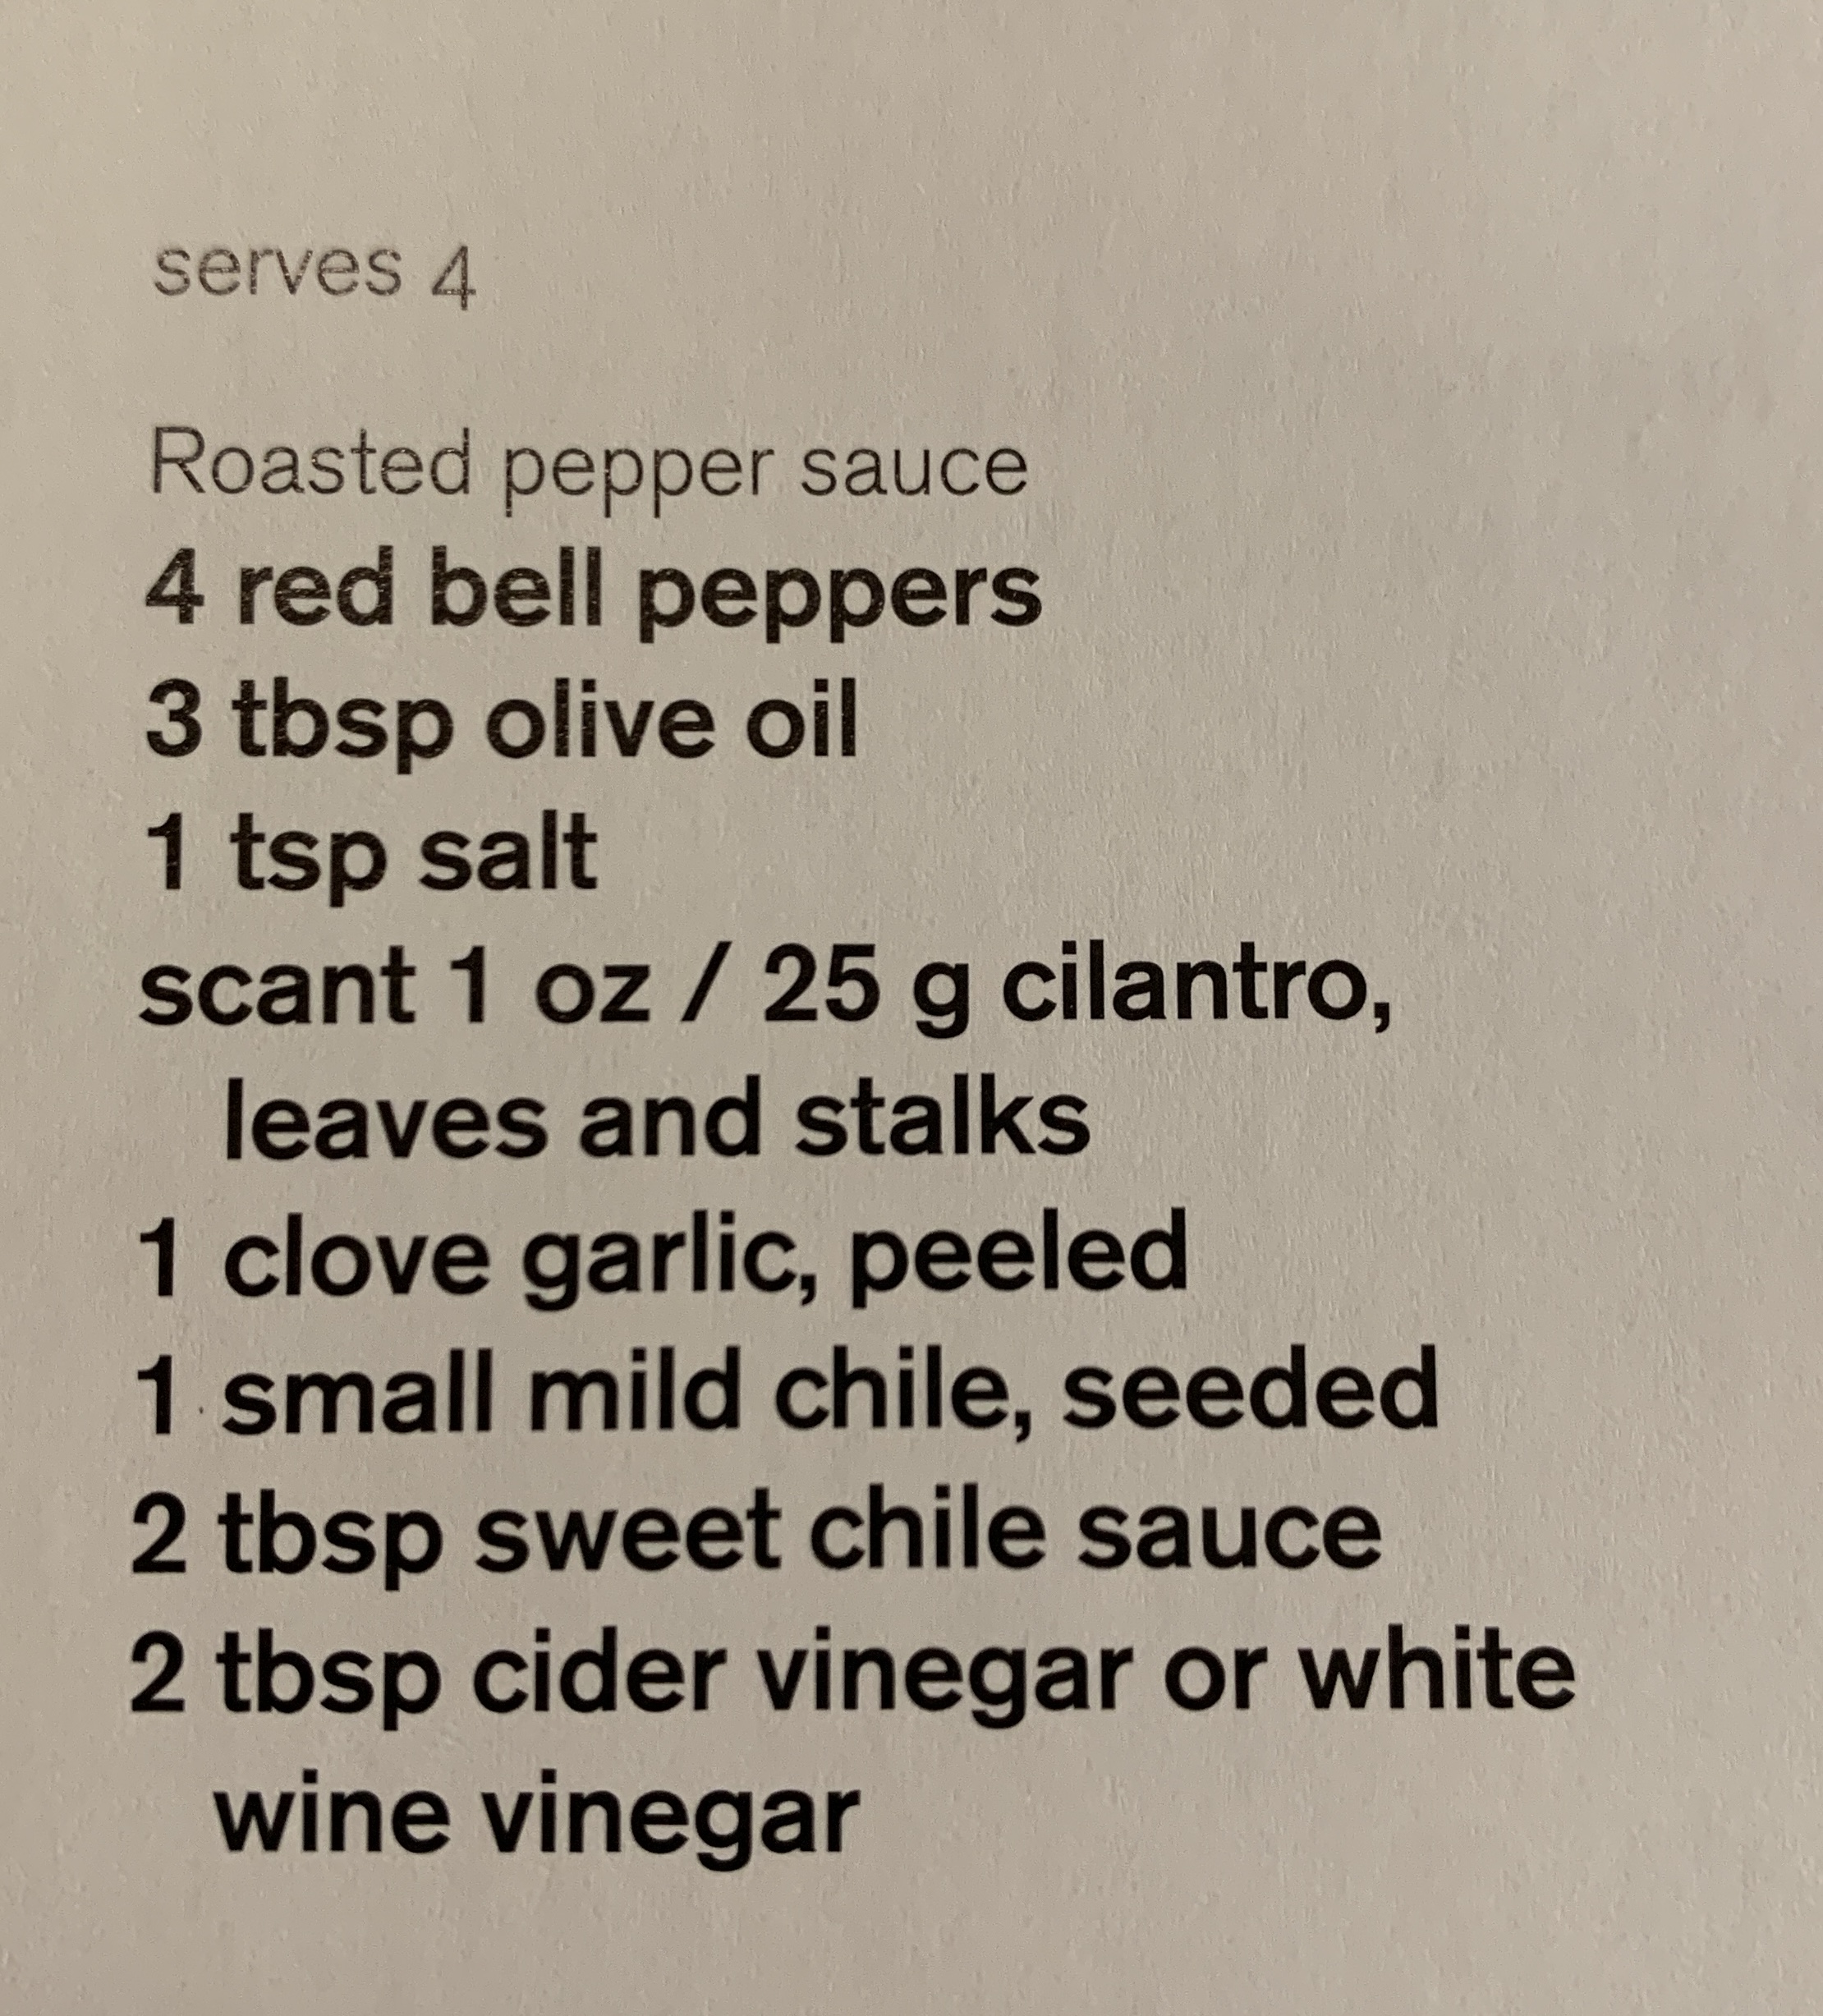 serves 4
Roasted pepper sauce
4 red bell peppers
3 tbsp olive oil
1 tsp salt
scant 1 oz / 25 g cilantro,
leaves and stalks
1 clove garlic, peeled
1 small mild chile, seeded
2 tbsp sweet chile sauce
2 tbsp cider vinegar or white
wine vinegar